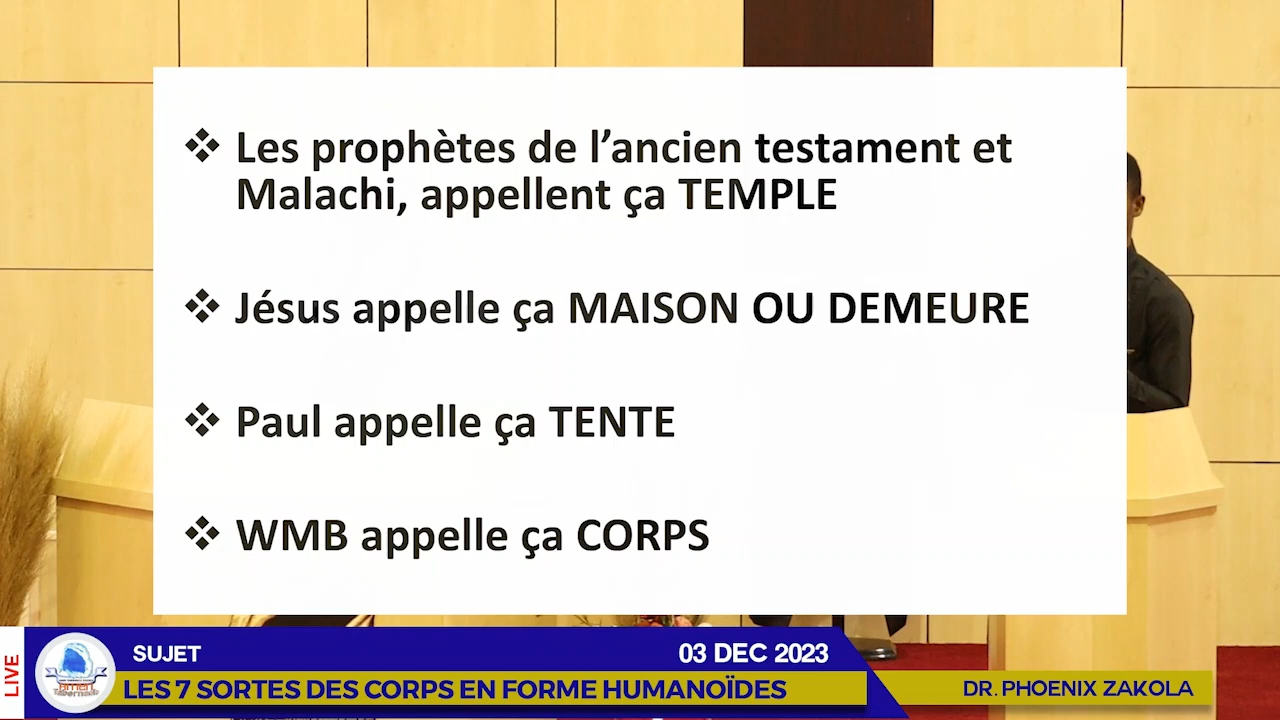 ❖ Les prophètes de l’ancien testament et
Malachi, appellent ça TEMPLE
❖ Jésus appelle ça MAISON OU DEMEURE
❖ Paul appelle ça TENTE
❖ WMB appelle ça CORPS
LIVE
SUJET
03 DEC 2023
LES 7 SORTES DES CORPS EN FORME HUMANOÏDES
DR. PHOENIX ZAKOLA